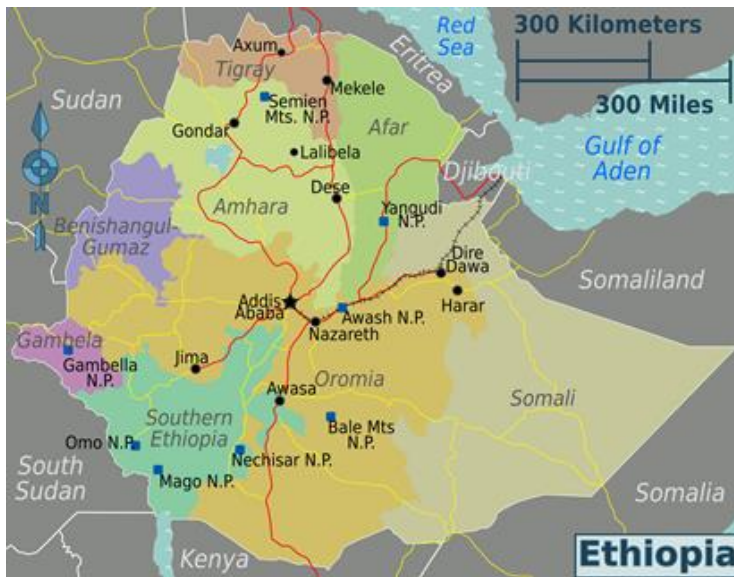 Red
Sea
300 Kilometers
300 Miles
Axum
Tigray
Eritrea
Mekele
Sudan
Semien
Mts. N.P.
Gondar
Afar
Gulf of
Aden
Lalibela
Djibouti
Dese
N
Amhara
Yangudi
N.P.
Benishangul-
Gumaz
Dire
Dawa
Somaliland
Addis
Ababa
Harar
Awash N.P.
Nazareth
Gambela
Gambella
N.P.
Jima
Oromia
Awasa
Somali
Southern
Ethiopia
Bale Mts
N.P.
Omo N.P.
Nechisar N.P.
South
Sudan
Mago N.P.
Somalia
Kenya
Ethiopia